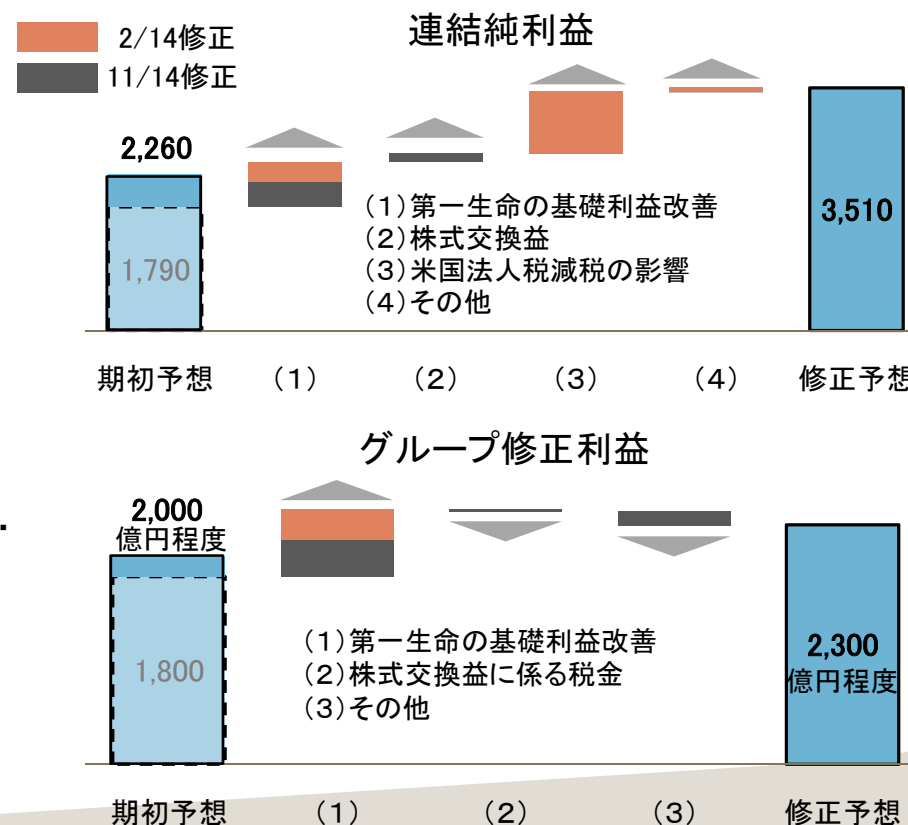 連結純利益
2/14修正
11/14修正
2,260
1,790
(1)第一生命の基礎利益改善
(2)株式交換益
(3)米国法人税減税の影響
(4)その他
3,510
期初予想 (1) (2) (3) (4) 修正予想
グループ修正利益
2,000
億円程度
1,800
(1)第一生命の基礎利益改善
(2)株式交換益に係る税金
(3)その他
2,300
億円程度
期初予想 (1) (2) (3) 修正予想